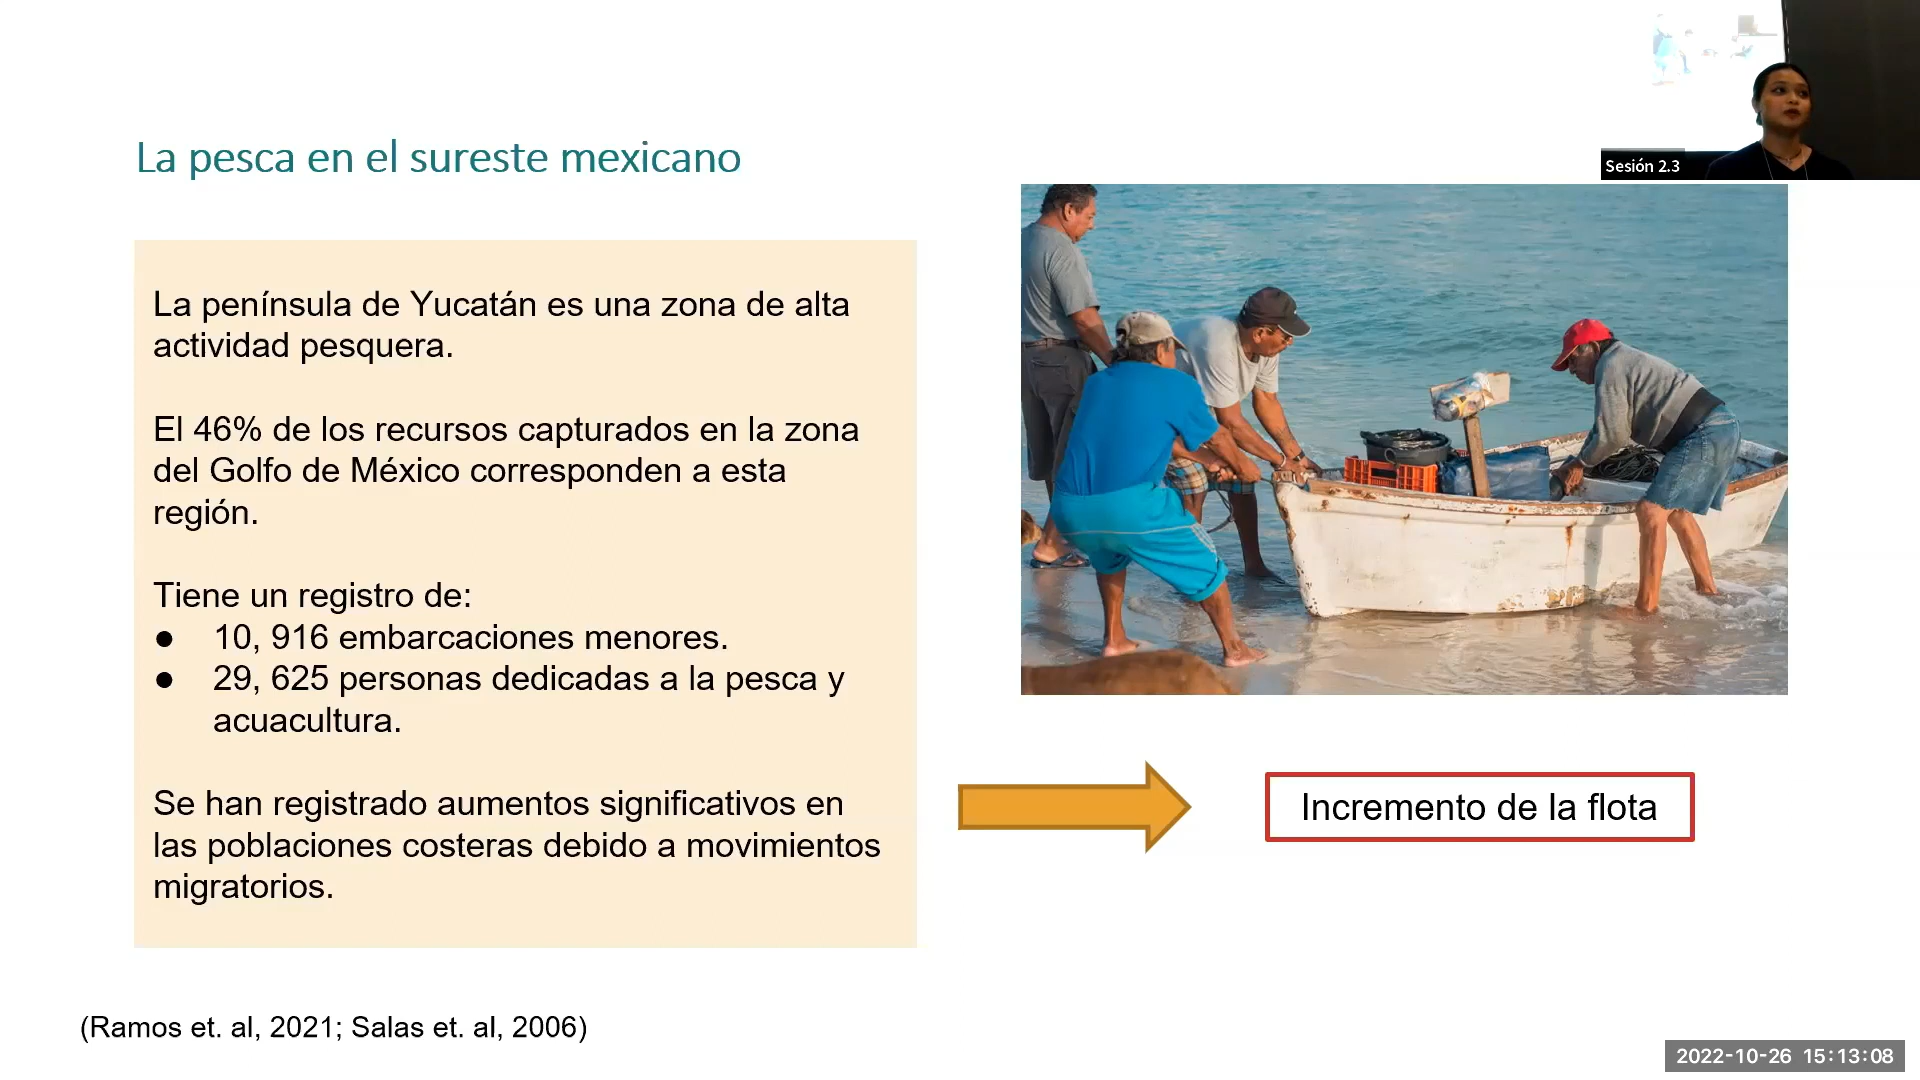 Sesión 2.3
La pesca en el sureste mexicano
La península de Yucatán es una zona de alta
actividad pesquera.
El 46% de los recursos capturados en la zona
del Golfo de México corresponden a esta
región.
Tiene un registro de:
● 10, 916 embarcaciones menores.
● 29, 625 personas dedicadas a la pesca y
acuacultura.
Se han registrado aumentos significativos en
las poblaciones costeras debido a movimientos
migratorios.
Incremento de la flota
(Ramos et. al, 2021; Salas et. al, 2006)
2022-10-26 15:13:08